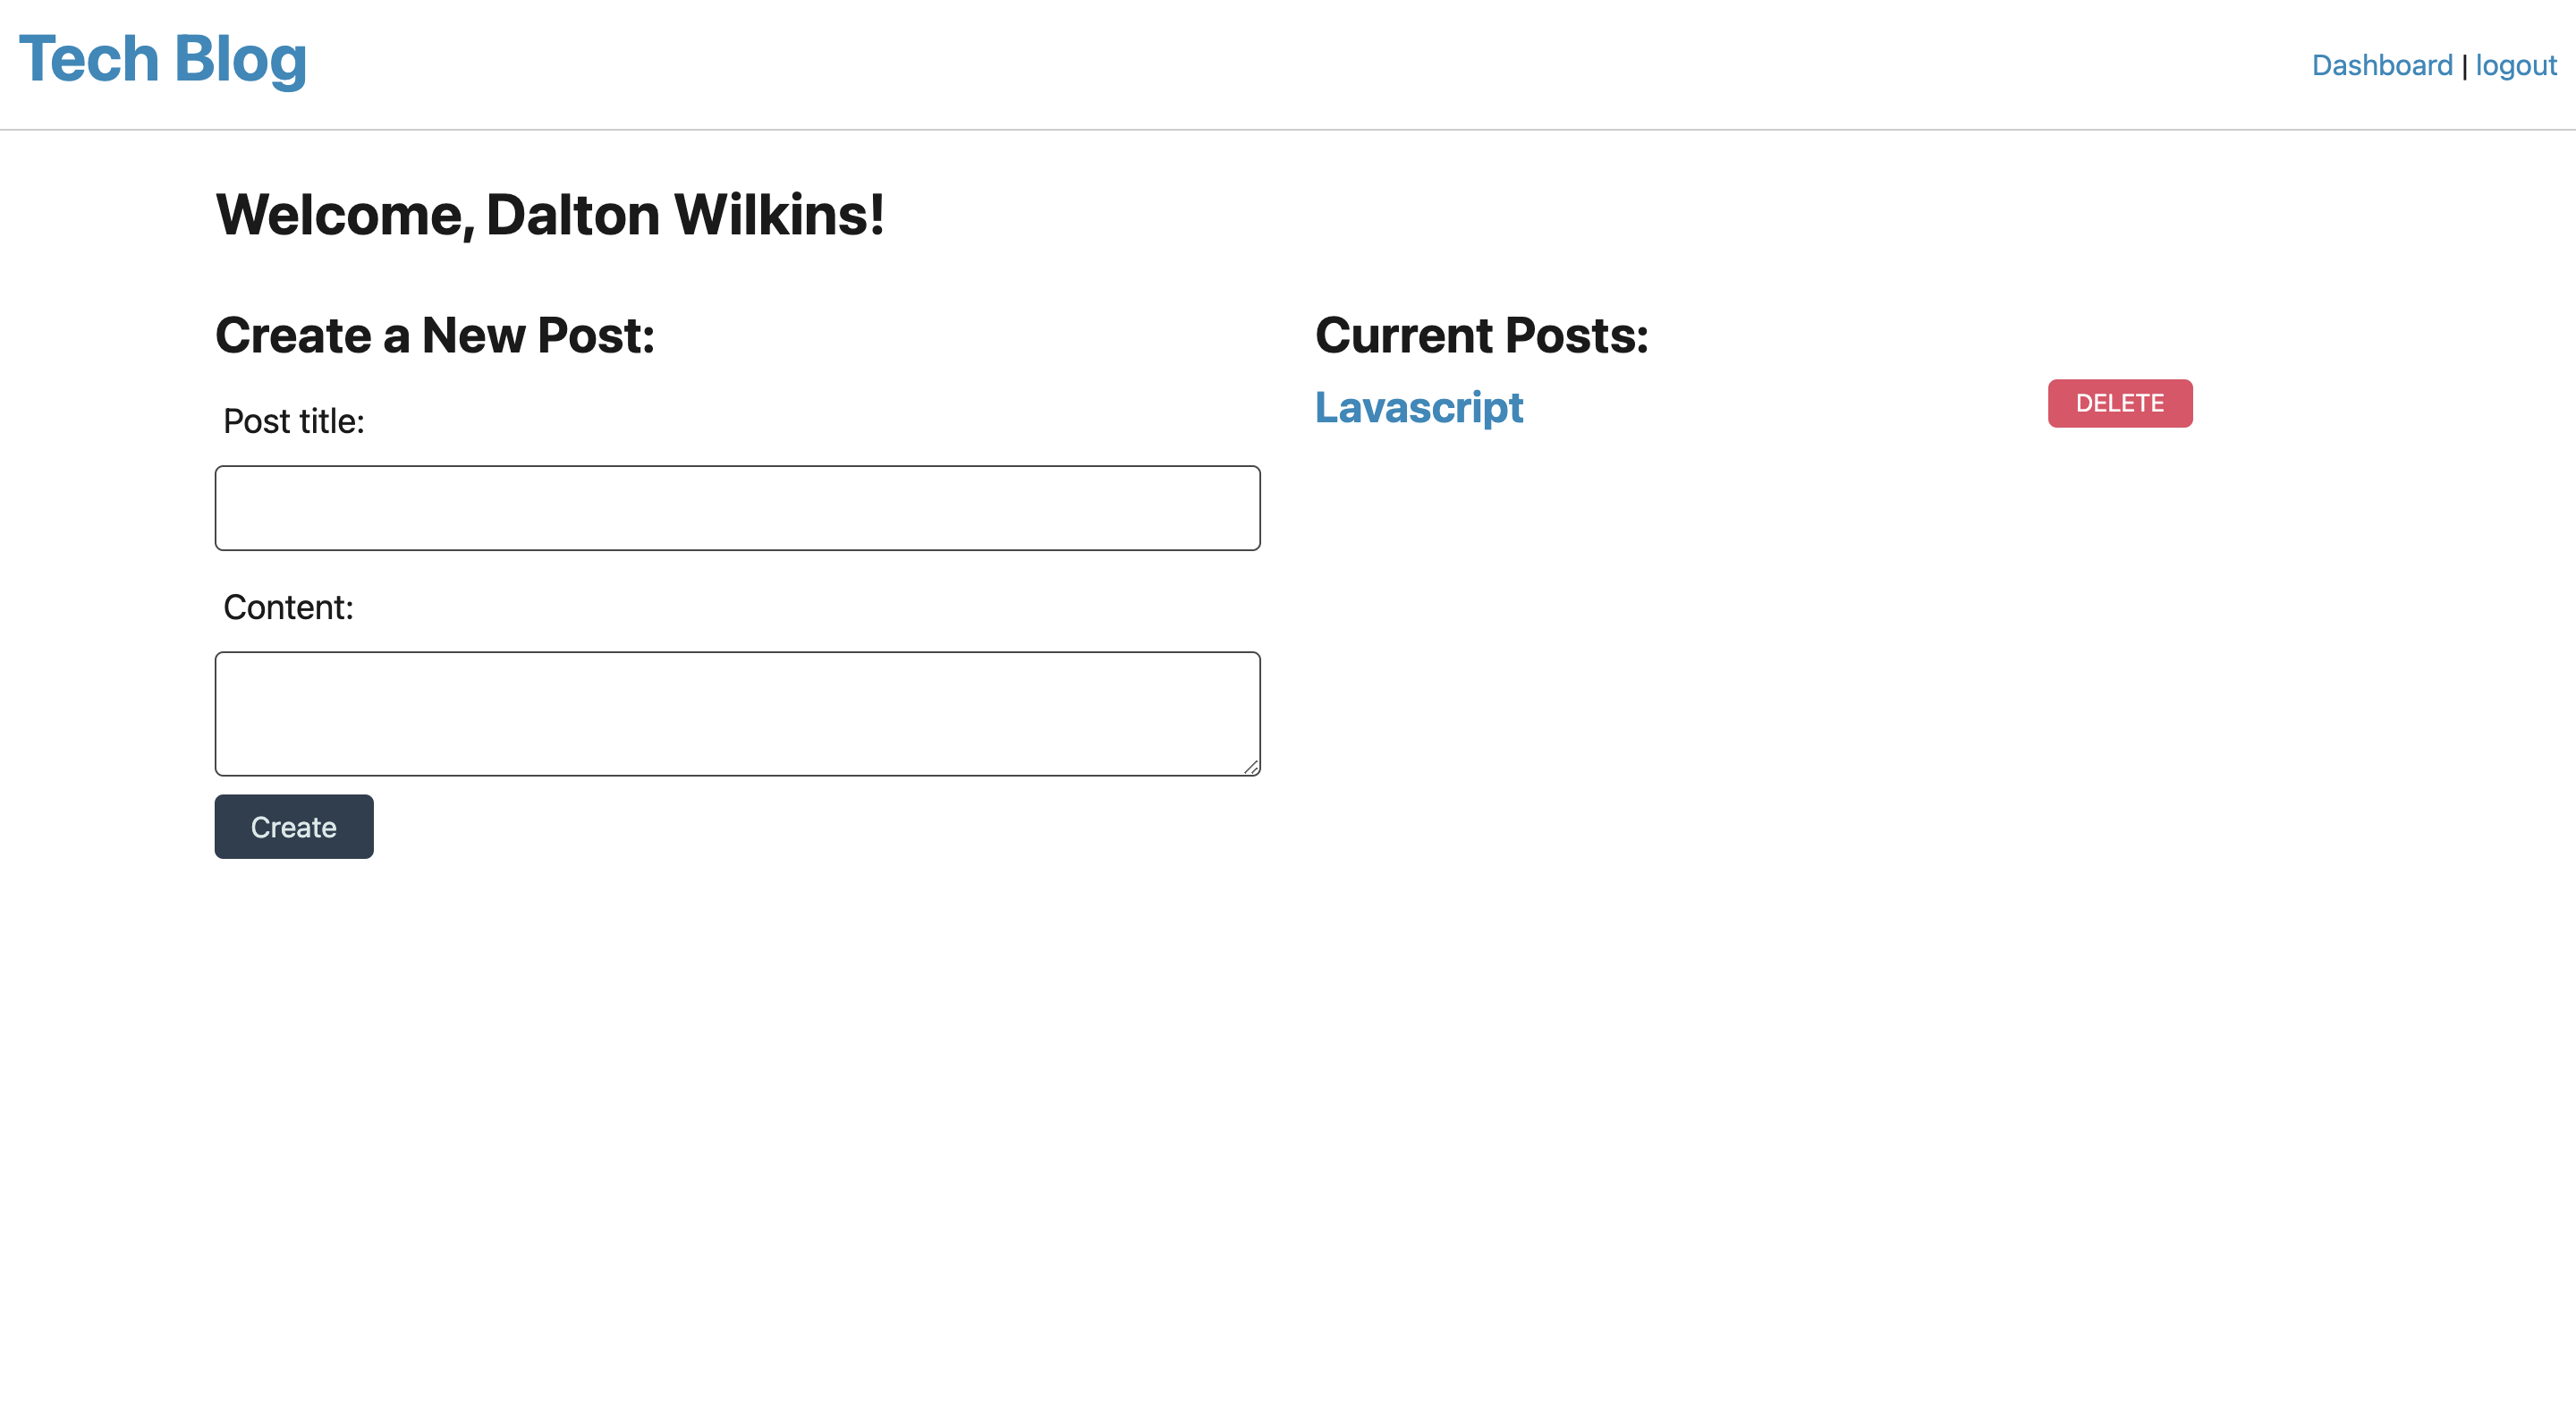 Tech Blog
Dashboard | logout
Welcome, Dalton Wilkins!
Create a New Post:
Post title:
Content:
Create
Current Posts:
Lavascript
DELETE